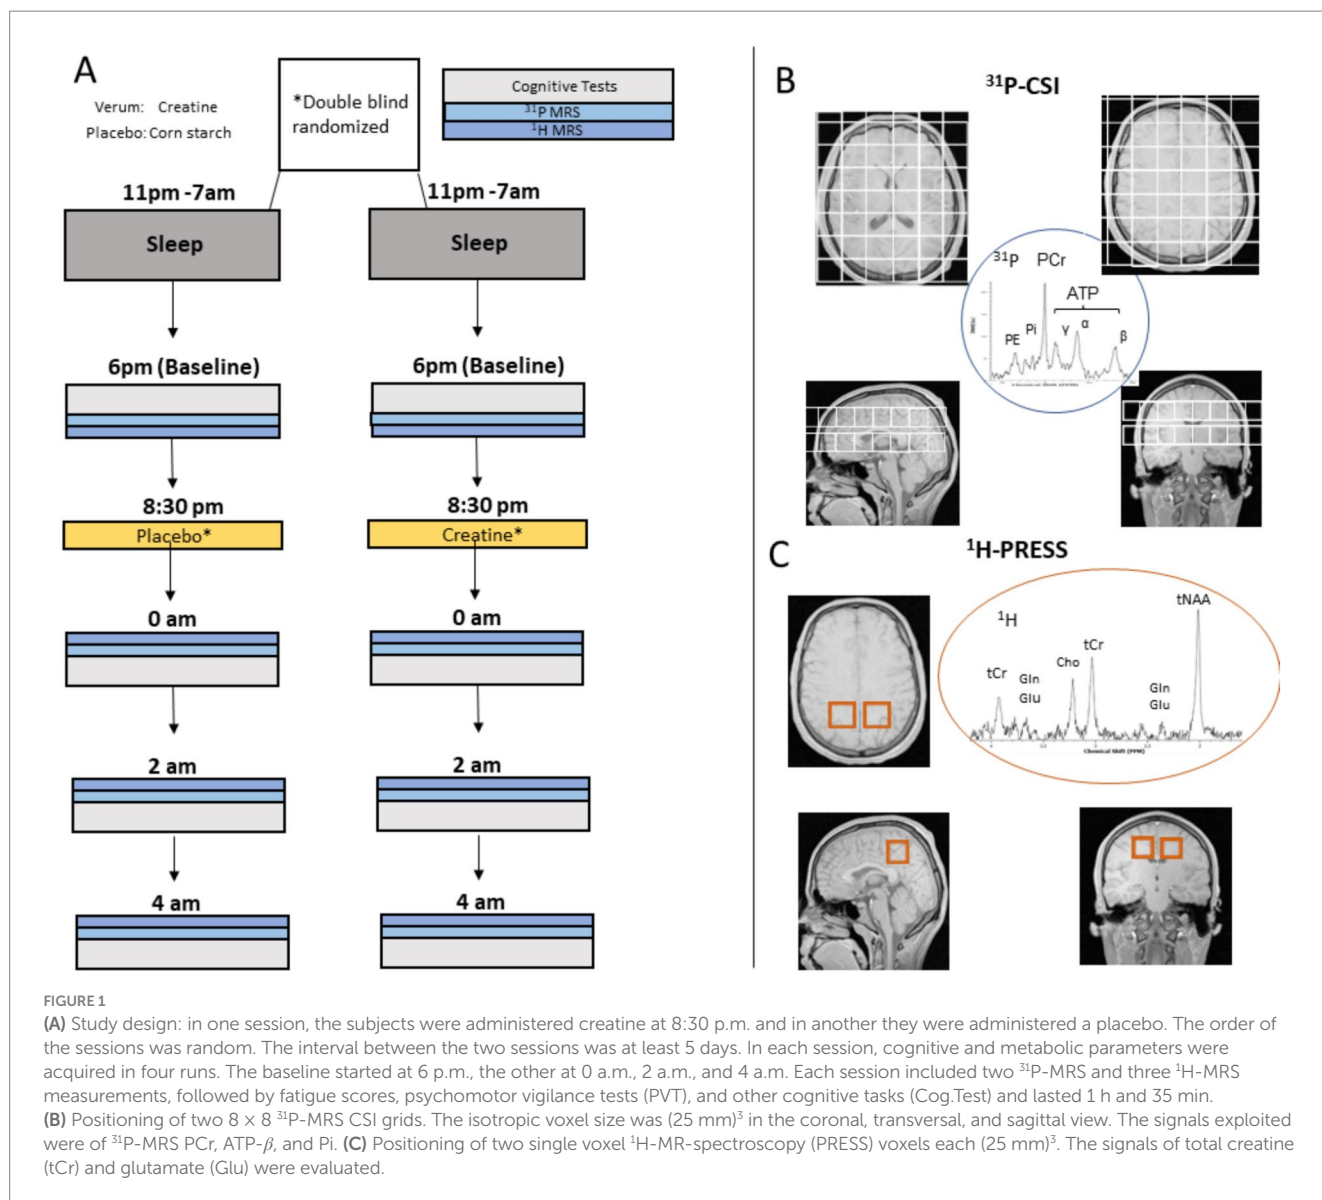 A
Verum: Creatine
Placebo: Corn starch
*Double blind
randomized
Cognitive Tests
³¹P MRS
¹H MRS
11pm -7am
11pm -7am
Sleep
Sleep
6pm (Baseline)
6pm (Baseline)
8:30 pm
8:30 pm
Placebo*
Creatine*
0 am
0 am
2 am
2 am
4 am
4 am
B
³¹P-CSI
³¹P
PCr
ATP
PE
Pi
γ
α
β
C
¹H-PRESS
¹H
tNAA
tCr
Cho
tCr
Gln
Glu
Gln
Glu
Chemical Shift (PPM)
FIGURE 1
(A) Study design: in one session, the subjects were administered creatine at 8:30 p.m. and in another they were administered a placebo. The order of
the sessions was random. The interval between the two sessions was at least 5 days. In each session, cognitive and metabolic parameters were
acquired in four runs. The baseline started at 6 p.m., the other at 0 a.m., 2 a.m., and 4 a.m. Each session included two ³¹P-MRS and three ¹H-MRS
measurements, followed by fatigue scores, psychomotor vigilance tests (PVT), and other cognitive tasks (Cog.Test) and lasted 1 h and 35 min.
(B) Positioning of two 8 × 8 ³¹P-MRS CSI grids. The isotropic voxel size was (25 mm)³ in the coronal, transversal, and sagittal view. The signals exploited
were of ³¹P-MRS PCr, ATP-β, and Pi. (C) Positioning of two single voxel ¹H-MR-spectroscopy (PRESS) voxels each (25 mm)³. The signals of total creatine
(tCr) and glutamate (Glu) were evaluated.